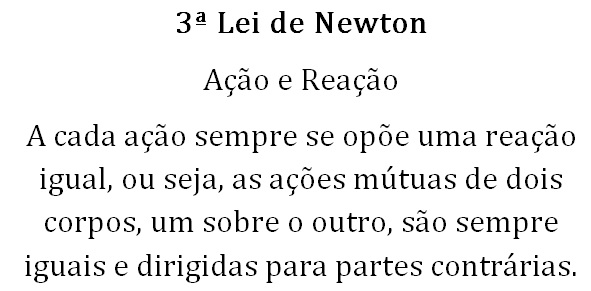 3ª Lei de Newton
Ação e Reação
A cada ação sempre se opõe uma reação
igual, ou seja, as ações mútuas de dois
corpos, um sobre o outro, são sempre
iguais e dirigidas para partes contrárias.